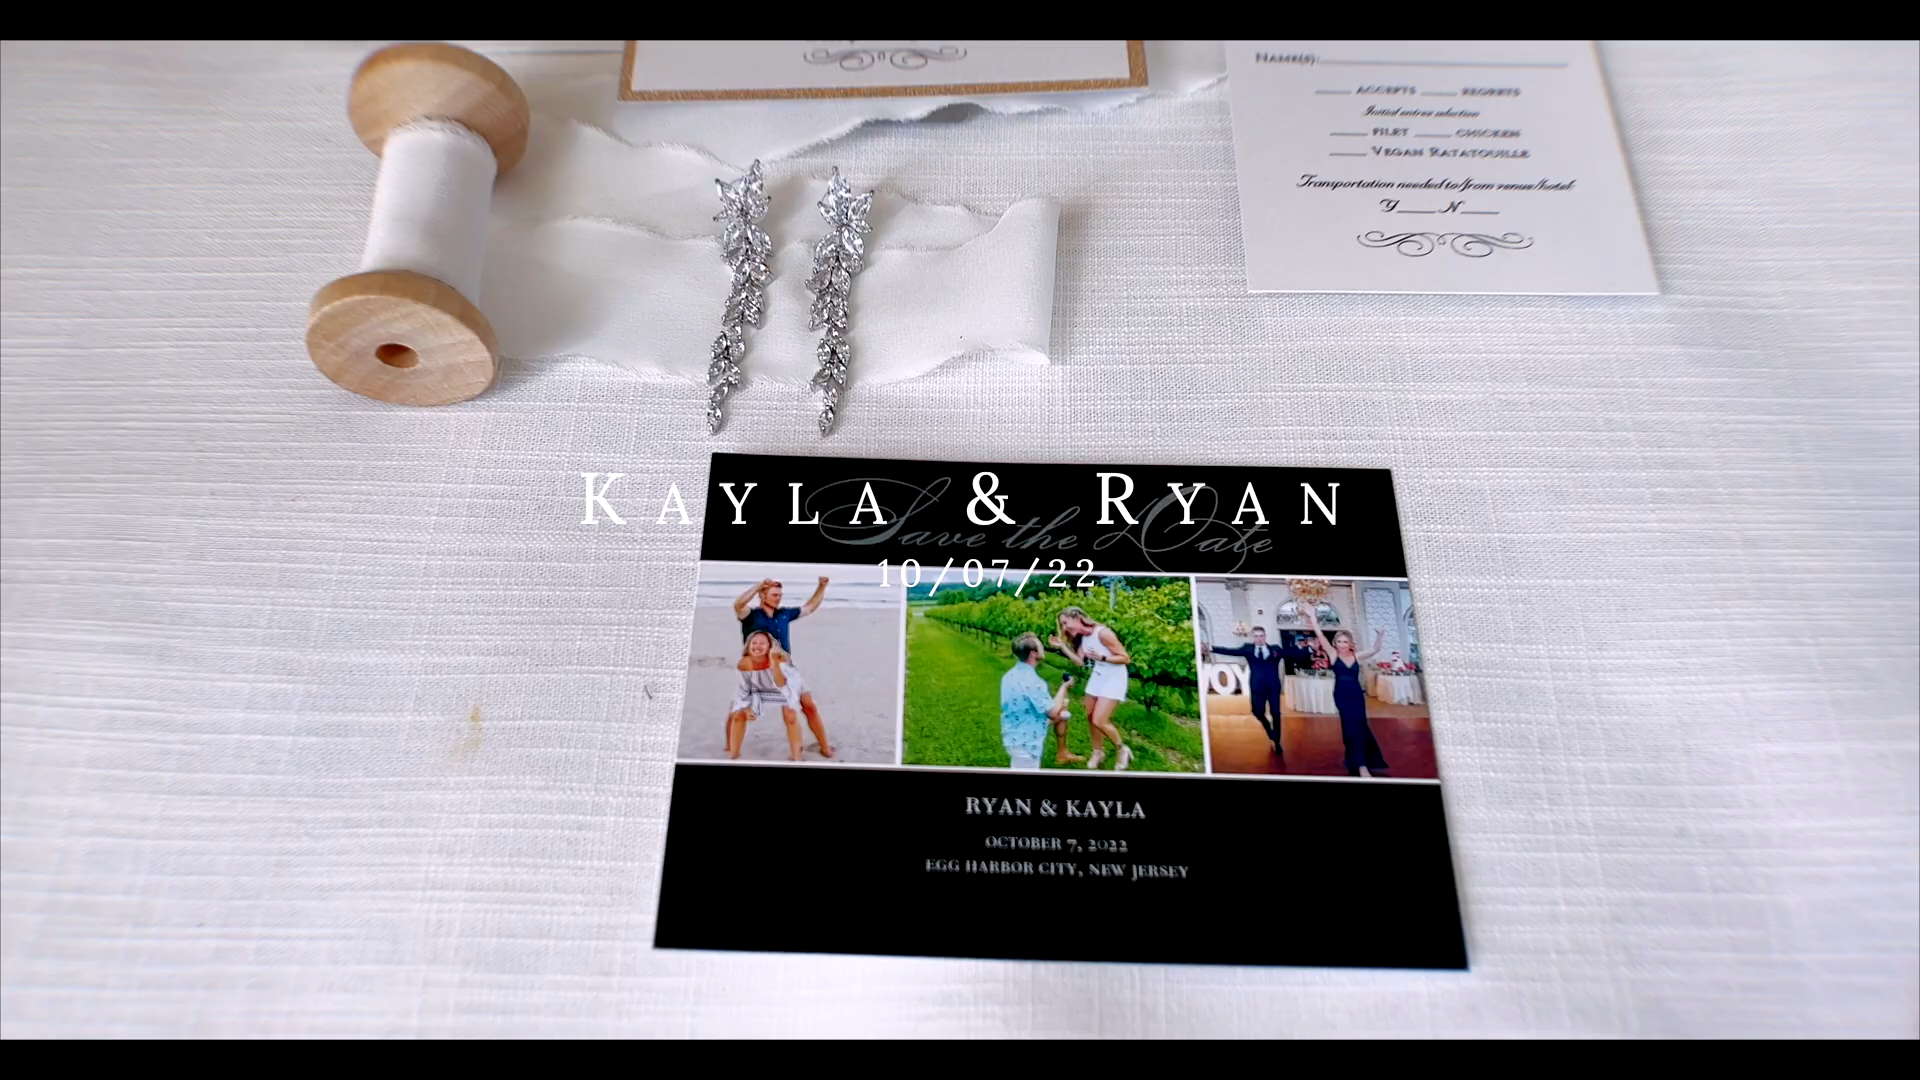 NAME(S):
ACCEPTS REGRETS
Initial entree selection
FILET CHICKEN
VEGAN RATATOUILLE
Transportation needed to/from venue/hotel:
Y N
KAYLA & RYAN
Save the Date
10/07/22
JOY
RYAN & KAYLA
OCTOBER 7, 2022
EGG HARBOR CITY, NEW JERSEY